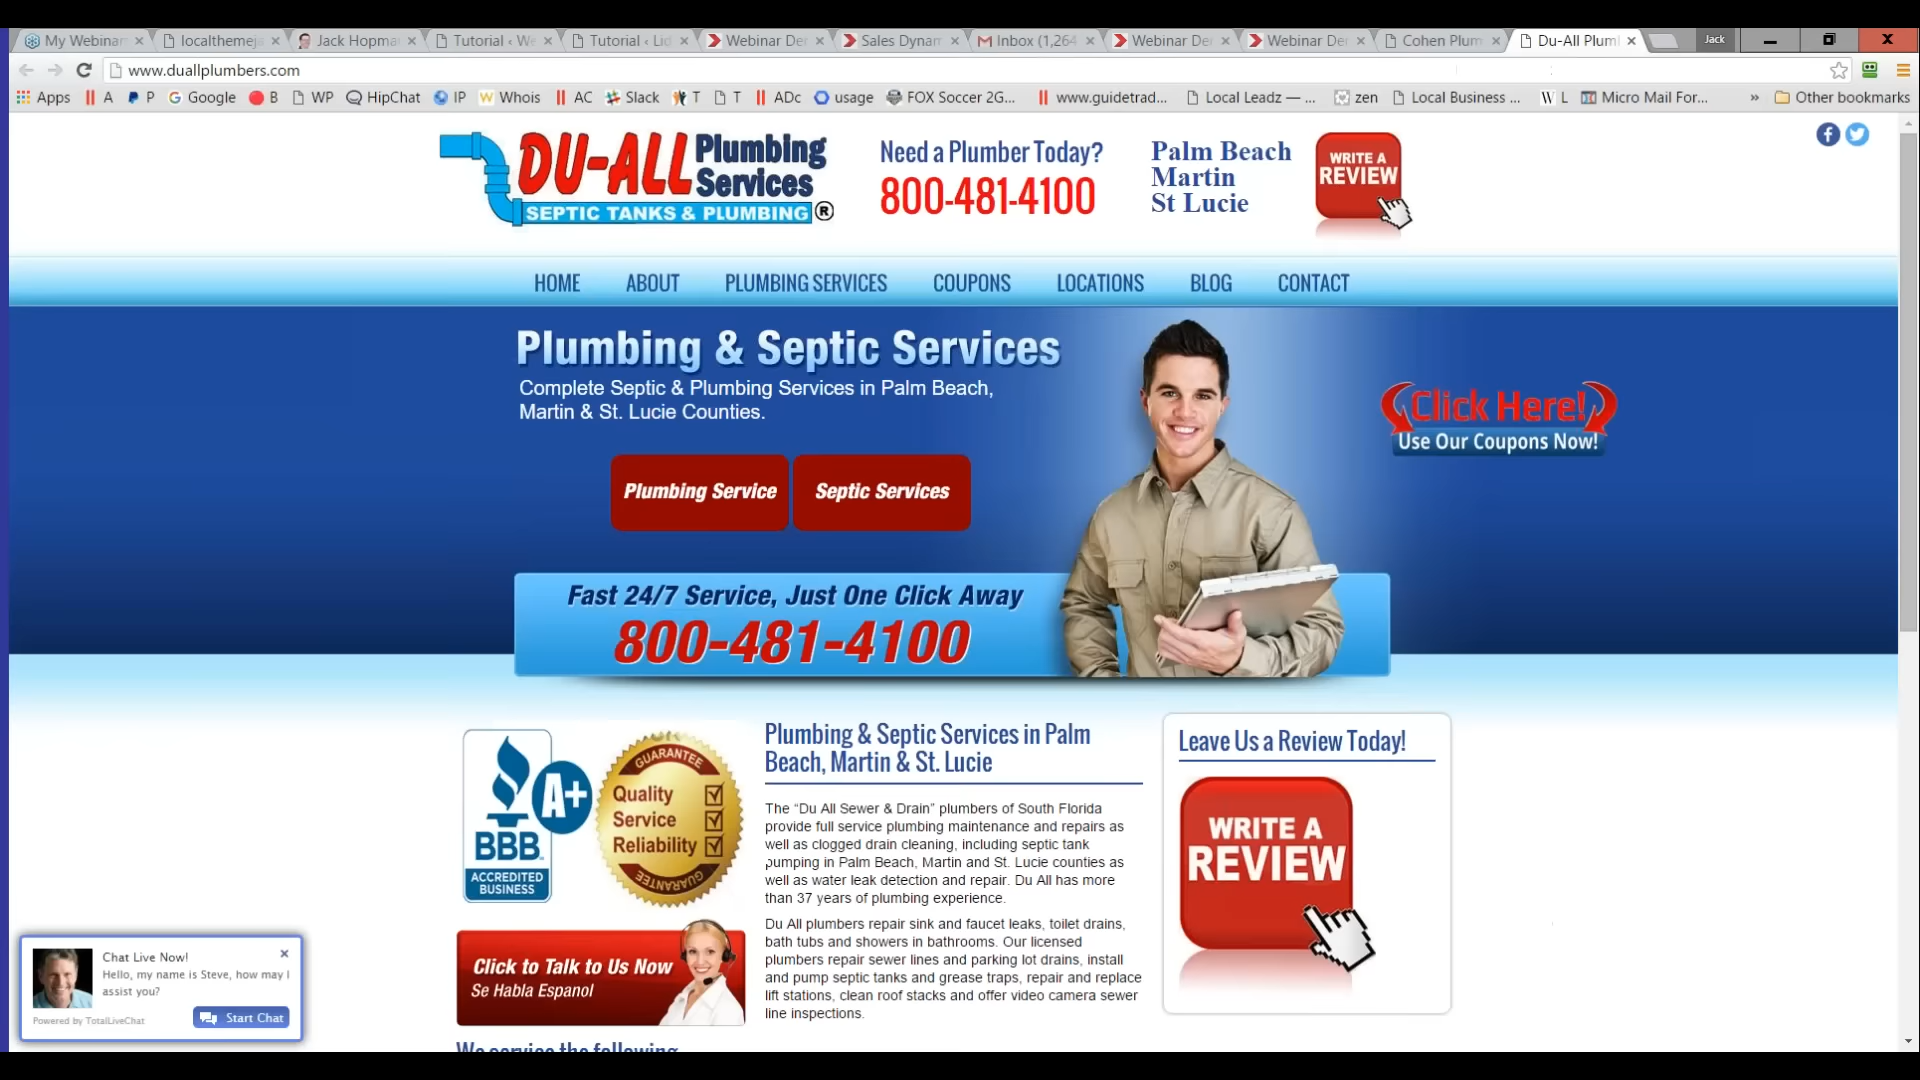 My Webinar
localthemeja
Jack Hopma
Tutorial ‹ We
Tutorial ‹ Lid
Webinar De
Sales Dynam
Inbox (1,264
Webinar De
Webinar De
Cohen Plum
Du-All Plum
Jack
www.duallplumbers.com
Apps
A
P
Google
B
WP
HipChat
IP
Whois
AC
Slack
T
T
ADc
usage
FOX Soccer 2G...
www.guidetrad...
Local Leadz — ...
zen
Local Business ...
L
Micro Mail For...
»
Other bookmarks
DU-ALL Plumbing
Services
SEPTIC TANKS & PLUMBING ®
Need a Plumber Today?
800-481-4100
Palm Beach
Martin
St Lucie
WRITE A
REVIEW
HOME
ABOUT
PLUMBING SERVICES
COUPONS
LOCATIONS
BLOG
CONTACT
Plumbing & Septic Services
Complete Septic & Plumbing Services in Palm Beach,
Martin & St. Lucie Counties.
Click Here!
Use Our Coupons Now!
Plumbing Service
Septic Services
Fast 24/7 Service, Just One Click Away
800-481-4100
A+
BBB
ACCREDITED
BUSINESS
GUARANTEE
Quality
Service
Reliability
GUARANTEE
Click to Talk to Us Now
Se Habla Espanol
We service the following
Plumbing & Septic Services in Palm
Beach, Martin & St. Lucie
The “Du All Sewer & Drain” plumbers of South Florida
provide full service plumbing maintenance and repairs as
well as clogged drain cleaning, including septic tank
pumping in Palm Beach, Martin and St. Lucie counties as
well as water leak detection and repair. Du All has more
than 37 years of plumbing experience.
Du All plumbers repair sink and faucet leaks, toilet drains,
bath tubs and showers in bathrooms. Our licensed
plumbers repair sewer lines and parking lot drains, install
and pump septic tanks and grease traps, repair and replace
lift stations, clean roof stacks and offer video camera sewer
line inspections.
Leave Us a Review Today!
WRITE A
REVIEW
Chat Live Now!
Hello, my name is Steve, how may I
assist you?
Powered by TotalLiveChat
Start Chat